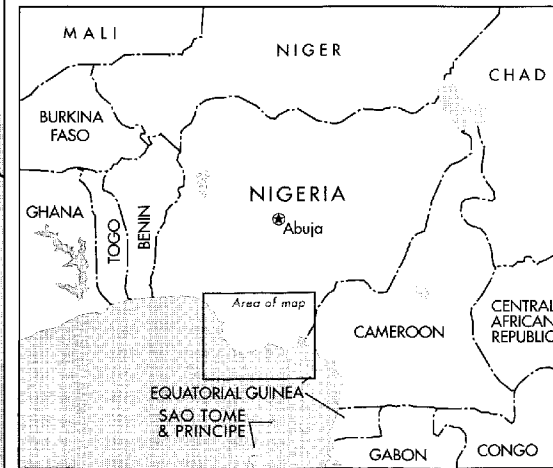 MALI
NIGER
CHAD
BURKINA
FASO
NIGERIA
Abuja
GHANA
TOGO
BENIN
Area of map
CAMEROON
CENTRAL
AFRICAN
REPUBLIC
EQUATORIAL GUINEA
SAO TOME
& PRINCIPE
GABON
CONGO